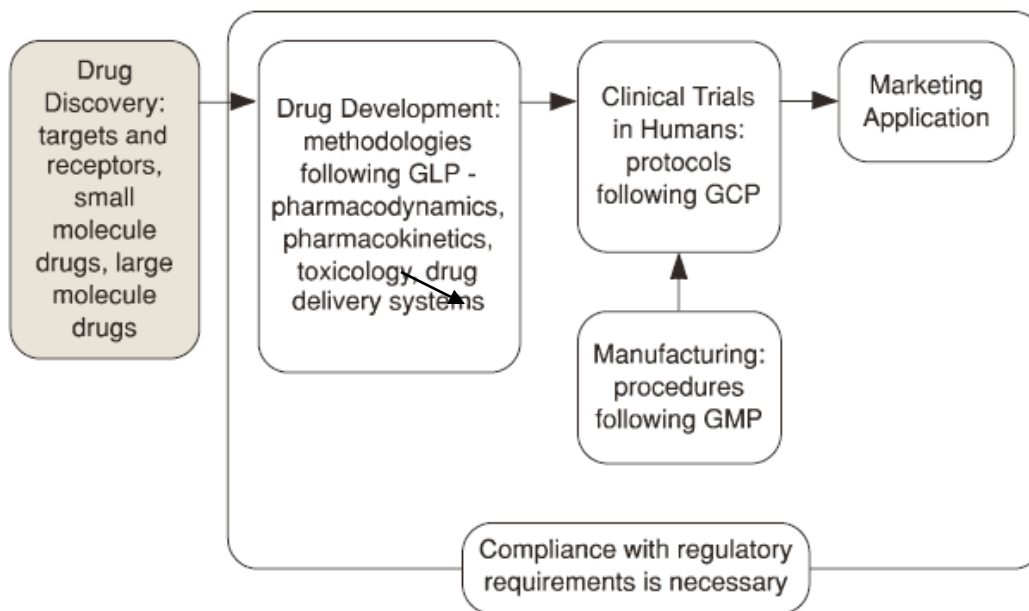 Drug
Discovery:
targets and
receptors,
small
molecule
drugs, large
molecule
drugs
Drug Development:
methodologies
following GLP -
pharmacodynamics,
pharmacokinetics,
toxicology, drug
delivery systems
Clinical Trials
in Humans:
protocols
following GCP
Marketing
Application
Manufacturing:
procedures
following GMP
Compliance with regulatory
requirements is necessary